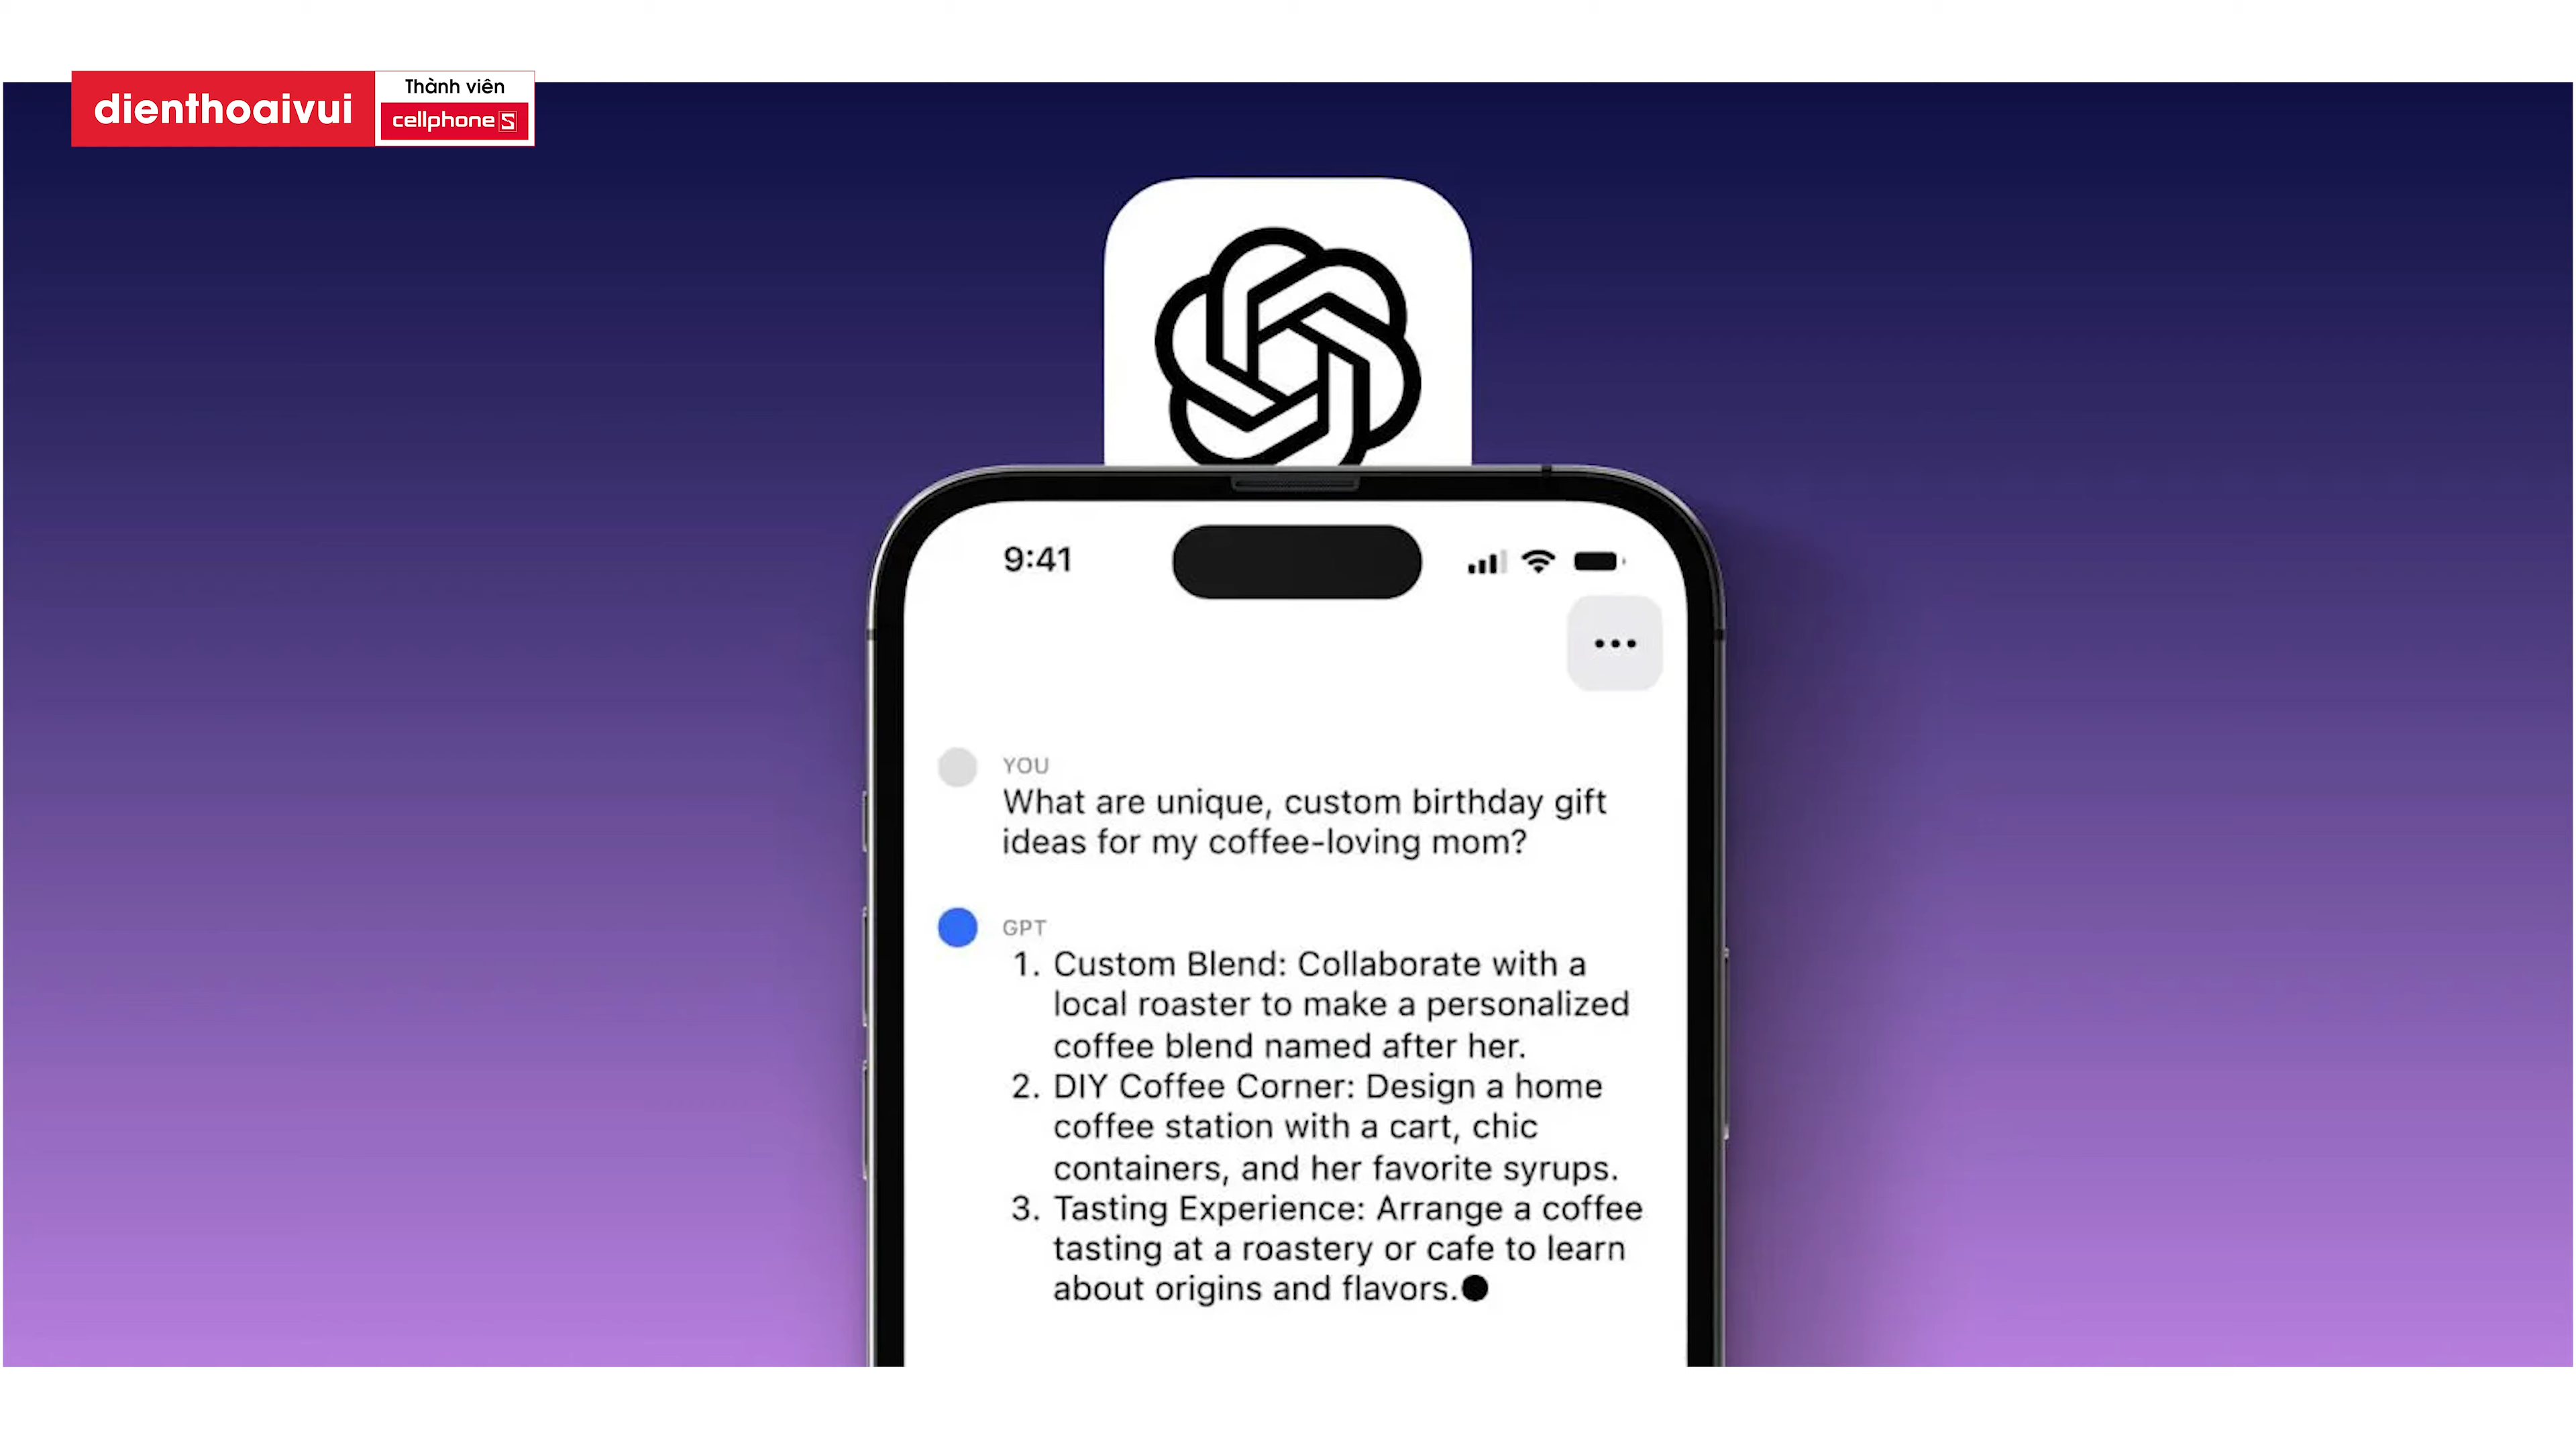 dienthoaivui
Thành viên
cellphoneS
9:41
YOU
What are unique, custom birthday gift
ideas for my coffee-loving mom?
GPT
1. Custom Blend: Collaborate with a
local roaster to make a personalized
coffee blend named after her.
2. DIY Coffee Corner: Design a home
coffee station with a cart, chic
containers, and her favorite syrups.
3. Tasting Experience: Arrange a coffee
tasting at a roastery or cafe to learn
about origins and flavors.